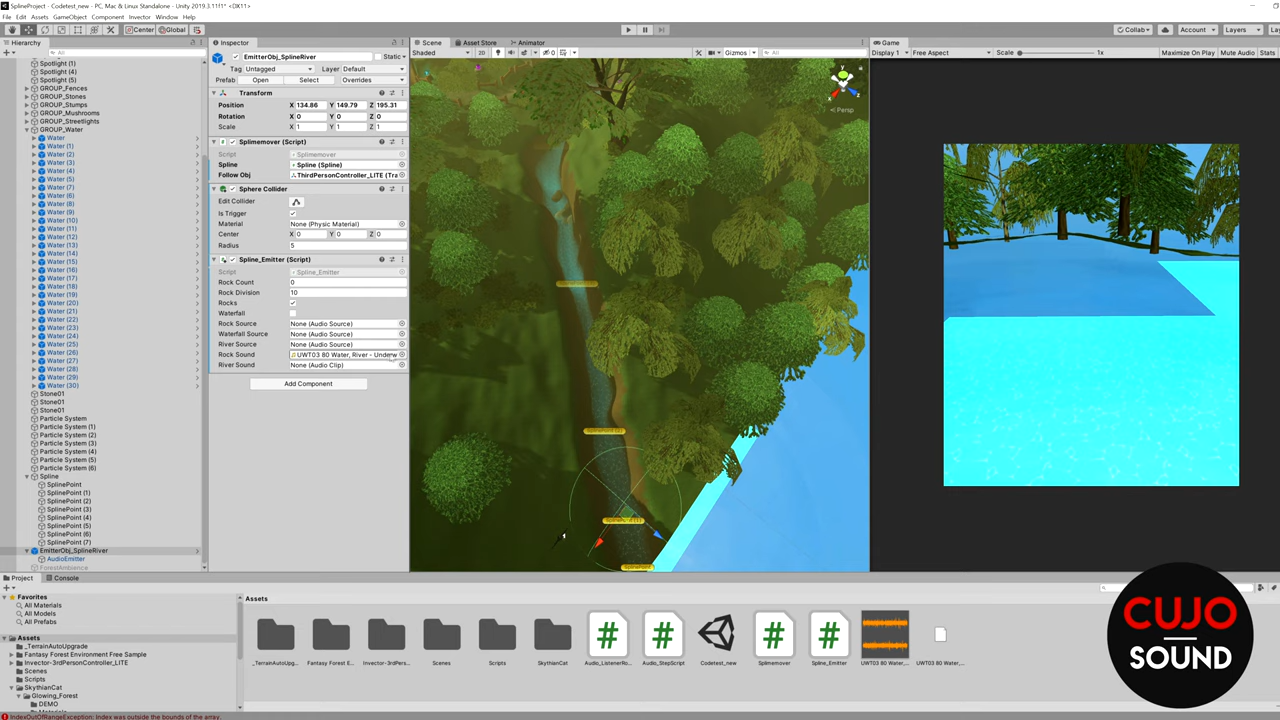 SplineProject - Codetest_new - PC, Mac & Linux Standalone - Unity 2019.3.11f1* <DX11>
File Edit Assets GameObject Component Invector Window Help
Center Global Collab Account Layers Lay
Hierarchy
All
Spotlight (1)
Spotlight (4)
Spotlight (5)
GROUP_Fences
GROUP_Stones
GROUP_Stumps
GROUP_Mushrooms
GROUP_Streetlights
GROUP_Water
Water
Water (1)
Water (2)
Water (3)
Water (4)
Water (5)
Water (6)
Water (7)
Water (8)
Water (9)
Water (10)
Water (11)
Water (12)
Water (13)
Water (14)
Water (15)
Water (16)
Water (17)
Water (18)
Water (19)
Water (20)
Water (21)
Water (22)
Water (23)
Water (24)
Water (25)
Water (26)
Water (27)
Water (28)
Water (29)
Water (30)
Stone01
Stone01
Stone01
Particle System
Particle System (1)
Particle System (2)
Particle System (3)
Particle System (4)
Particle System (5)
Particle System (6)
Spline
SplinePoint
SplinePoint (1)
SplinePoint (2)
SplinePoint (3)
SplinePoint (4)
SplinePoint (5)
SplinePoint (6)
SplinePoint (7)
EmitterObj_SplineRiver
AudioEmitter
ForestAmbience
Inspector
EmitterObj_SplineRiver Static
Tag Untagged Layer Default
Prefab Open Select Overrides
Transform
Position X 134.86 Y 149.79 Z 195.31
Rotation X 0 Y 0 Z 0
Scale X 1 Y 1 Z 1
Splimemover (Script)
Script Splimemover
Spline Spline (Spline)
Follow Obj ThirdPersonController_LITE (Tra
Sphere Collider
Edit Collider
Is Trigger
Material None (Physic Material)
Center X 0 Y 0 Z 0
Radius 5
Spline_Emitter (Script)
Script Spline_Emitter
Rock Count 0
Rock Division 10
Rocks
Waterfall
Rock Source None (Audio Source)
Waterfall Source None (Audio Source)
River Source None (Audio Source)
Rock Sound UWT03 80 Water, River - Underw
River Sound None (Audio Clip)
Add Component
Scene Asset Store Animator
Shaded 2D 0 Gizmos All
y
x
z
Persp
SplinePoint
Game
Display 1 Free Aspect Scale 1x Maximize On Play Mute Audio Stats
Project Console
Favorites
All Materials
All Models
All Prefabs
Assets
_TerrainAutoUpgrade
Fantasy Forest Environment Free Sample
Invector-3rdPersonController_LITE
Scenes
Scripts
SkythianCat
Glowing_Forest
DEMO
Assets
_TerrainAutoUpg...
Fantasy Forest E...
Invector-3rdPers...
Scenes
Scripts
SkythianCat
Audio_ListenerRo...
Audio_StepScript
Codetest_new
Splimemover
Spline_Emitter
UWT03 80 Water,...
UWT03 80 Water,...
IndexOutOfRangeException: Index was outside the bounds of the array.
CUJO
SOUND